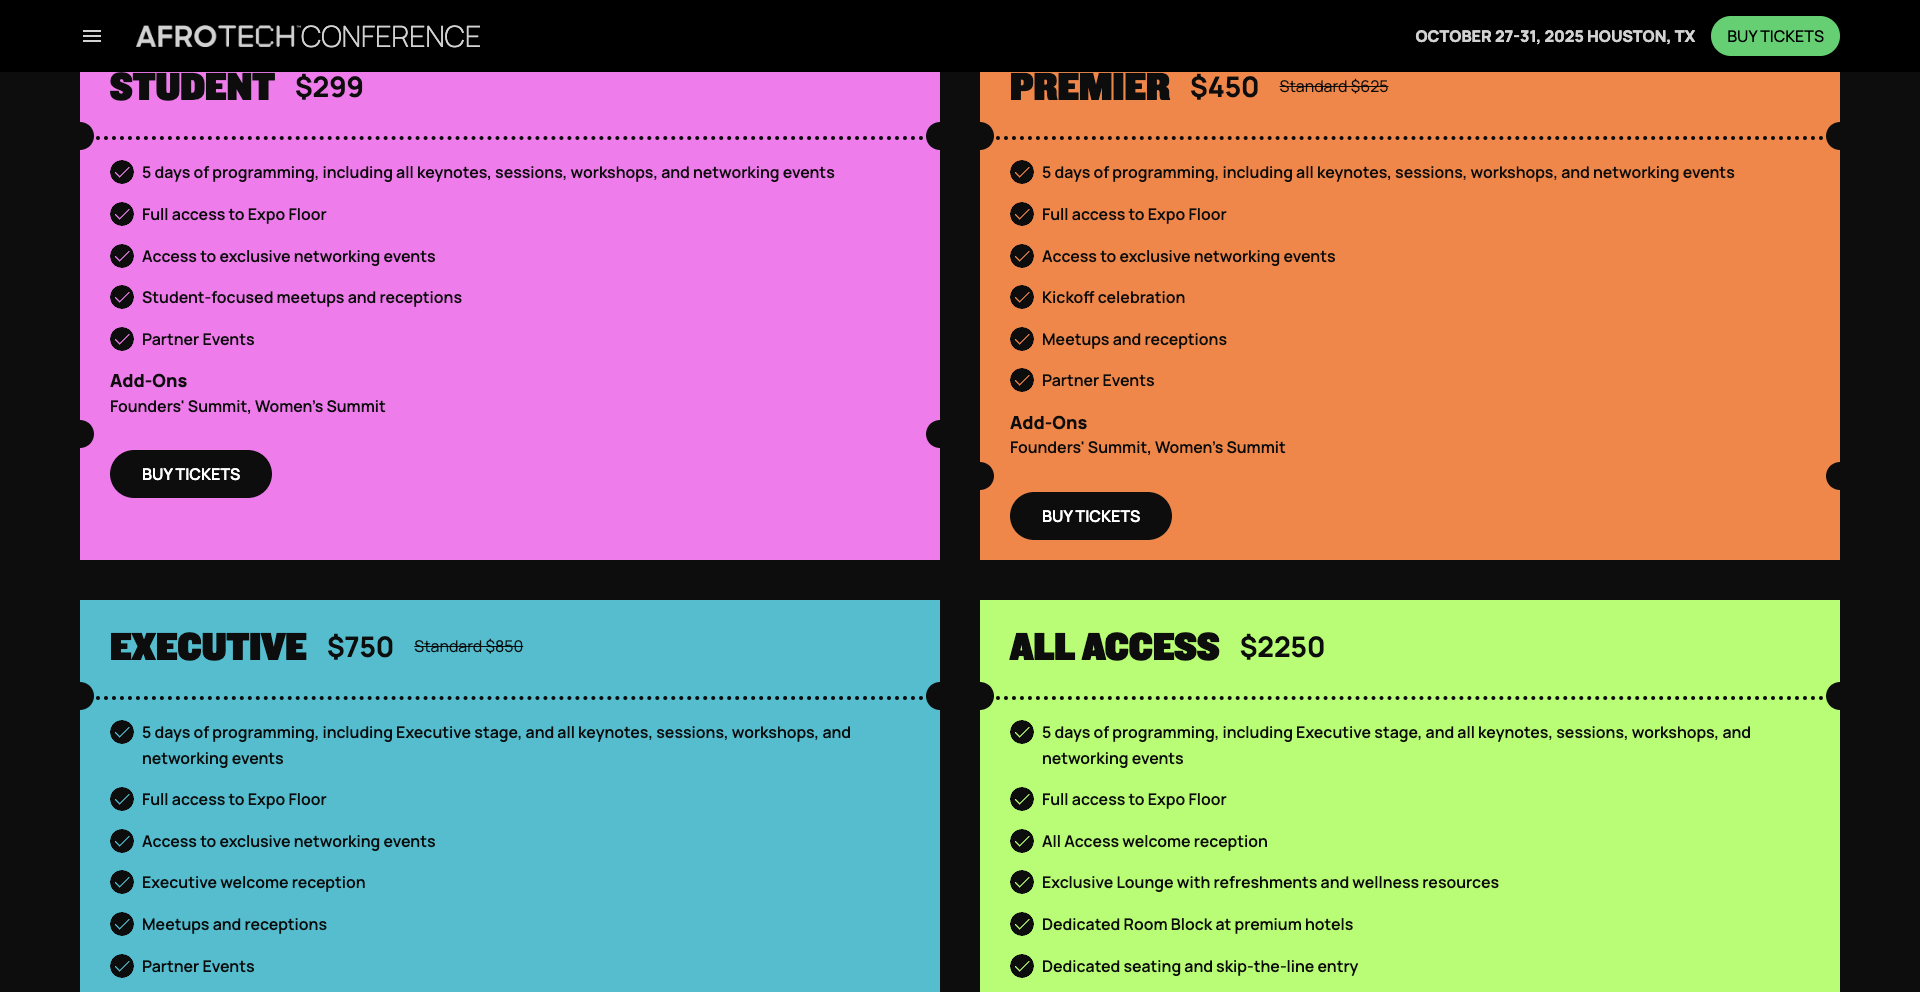 AFROTECH™CONFERENCE
OCTOBER 27-31, 2025 HOUSTON, TX
BUY TICKETS
STUDENT $299
5 days of programming, including all keynotes, sessions, workshops, and networking events
Full access to Expo Floor
Access to exclusive networking events
Student-focused meetups and receptions
Partner Events
Add-Ons
Founders' Summit, Women's Summit
BUY TICKETS
PREMIER $450 Standard $625
5 days of programming, including all keynotes, sessions, workshops, and networking events
Full access to Expo Floor
Access to exclusive networking events
Kickoff celebration
Meetups and receptions
Partner Events
Add-Ons
Founders' Summit, Women's Summit
BUY TICKETS
EXECUTIVE $750 Standard $850
5 days of programming, including Executive stage, and all keynotes, sessions, workshops, and
networking events
Full access to Expo Floor
Access to exclusive networking events
Executive welcome reception
Meetups and receptions
Partner Events
ALL ACCESS $2250
5 days of programming, including Executive stage, and all keynotes, sessions, workshops, and
networking events
Full access to Expo Floor
All Access welcome reception
Exclusive Lounge with refreshments and wellness resources
Dedicated Room Block at premium hotels
Dedicated seating and skip-the-line entry